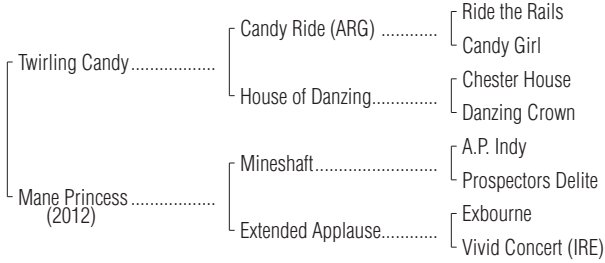 Ride the Rails
Candy Ride (ARG) ............
Candy Girl
Twirling Candy..................
Chester House
House of Danzing..............
Danzing Crown
A.P. Indy
Mineshaft..........................
Prospectors Delite
Mane Princess ..................
(2012)
Exbourne
Extended Applause............
Vivid Concert (IRE)